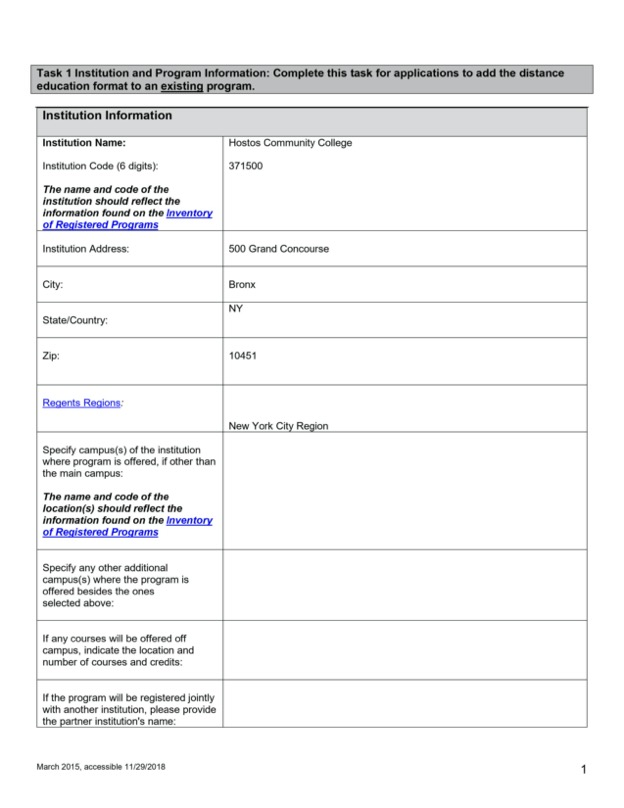 Task 1 Institution and Program Information: Complete this task for applications to add the distance
education format to an existing program.
Institution Information
Institution Name:
Hostos Community College
Institution Code (6 digits):
371500
The name and code of the
institution should reflect the
information found on the Inventory
of Registered Programs
Institution Address:
500 Grand Concourse
City:
Bronx
State/Country:
NY
Zip:
10451
Regents Regions:
New York City Region
Specify campus(s) of the institution
where program is offered, if other than
the main campus:
The name and code of the
location(s) should reflect the
information found on the Inventory
of Registered Programs
Specify any other additional
campus(s) where the program is
offered besides the ones
selected above:
If any courses will be offered off
campus, indicate the location and
number of courses and credits:
If the program will be registered jointly
with another institution, please provide
the partner institution's name:
March 2015, accessible 11/29/2018
1